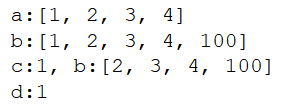 a:[1, 2, 3, 4]
b:[1, 2, 3, 4, 100]
c:1, b:[2, 3, 4, 100]
d:1